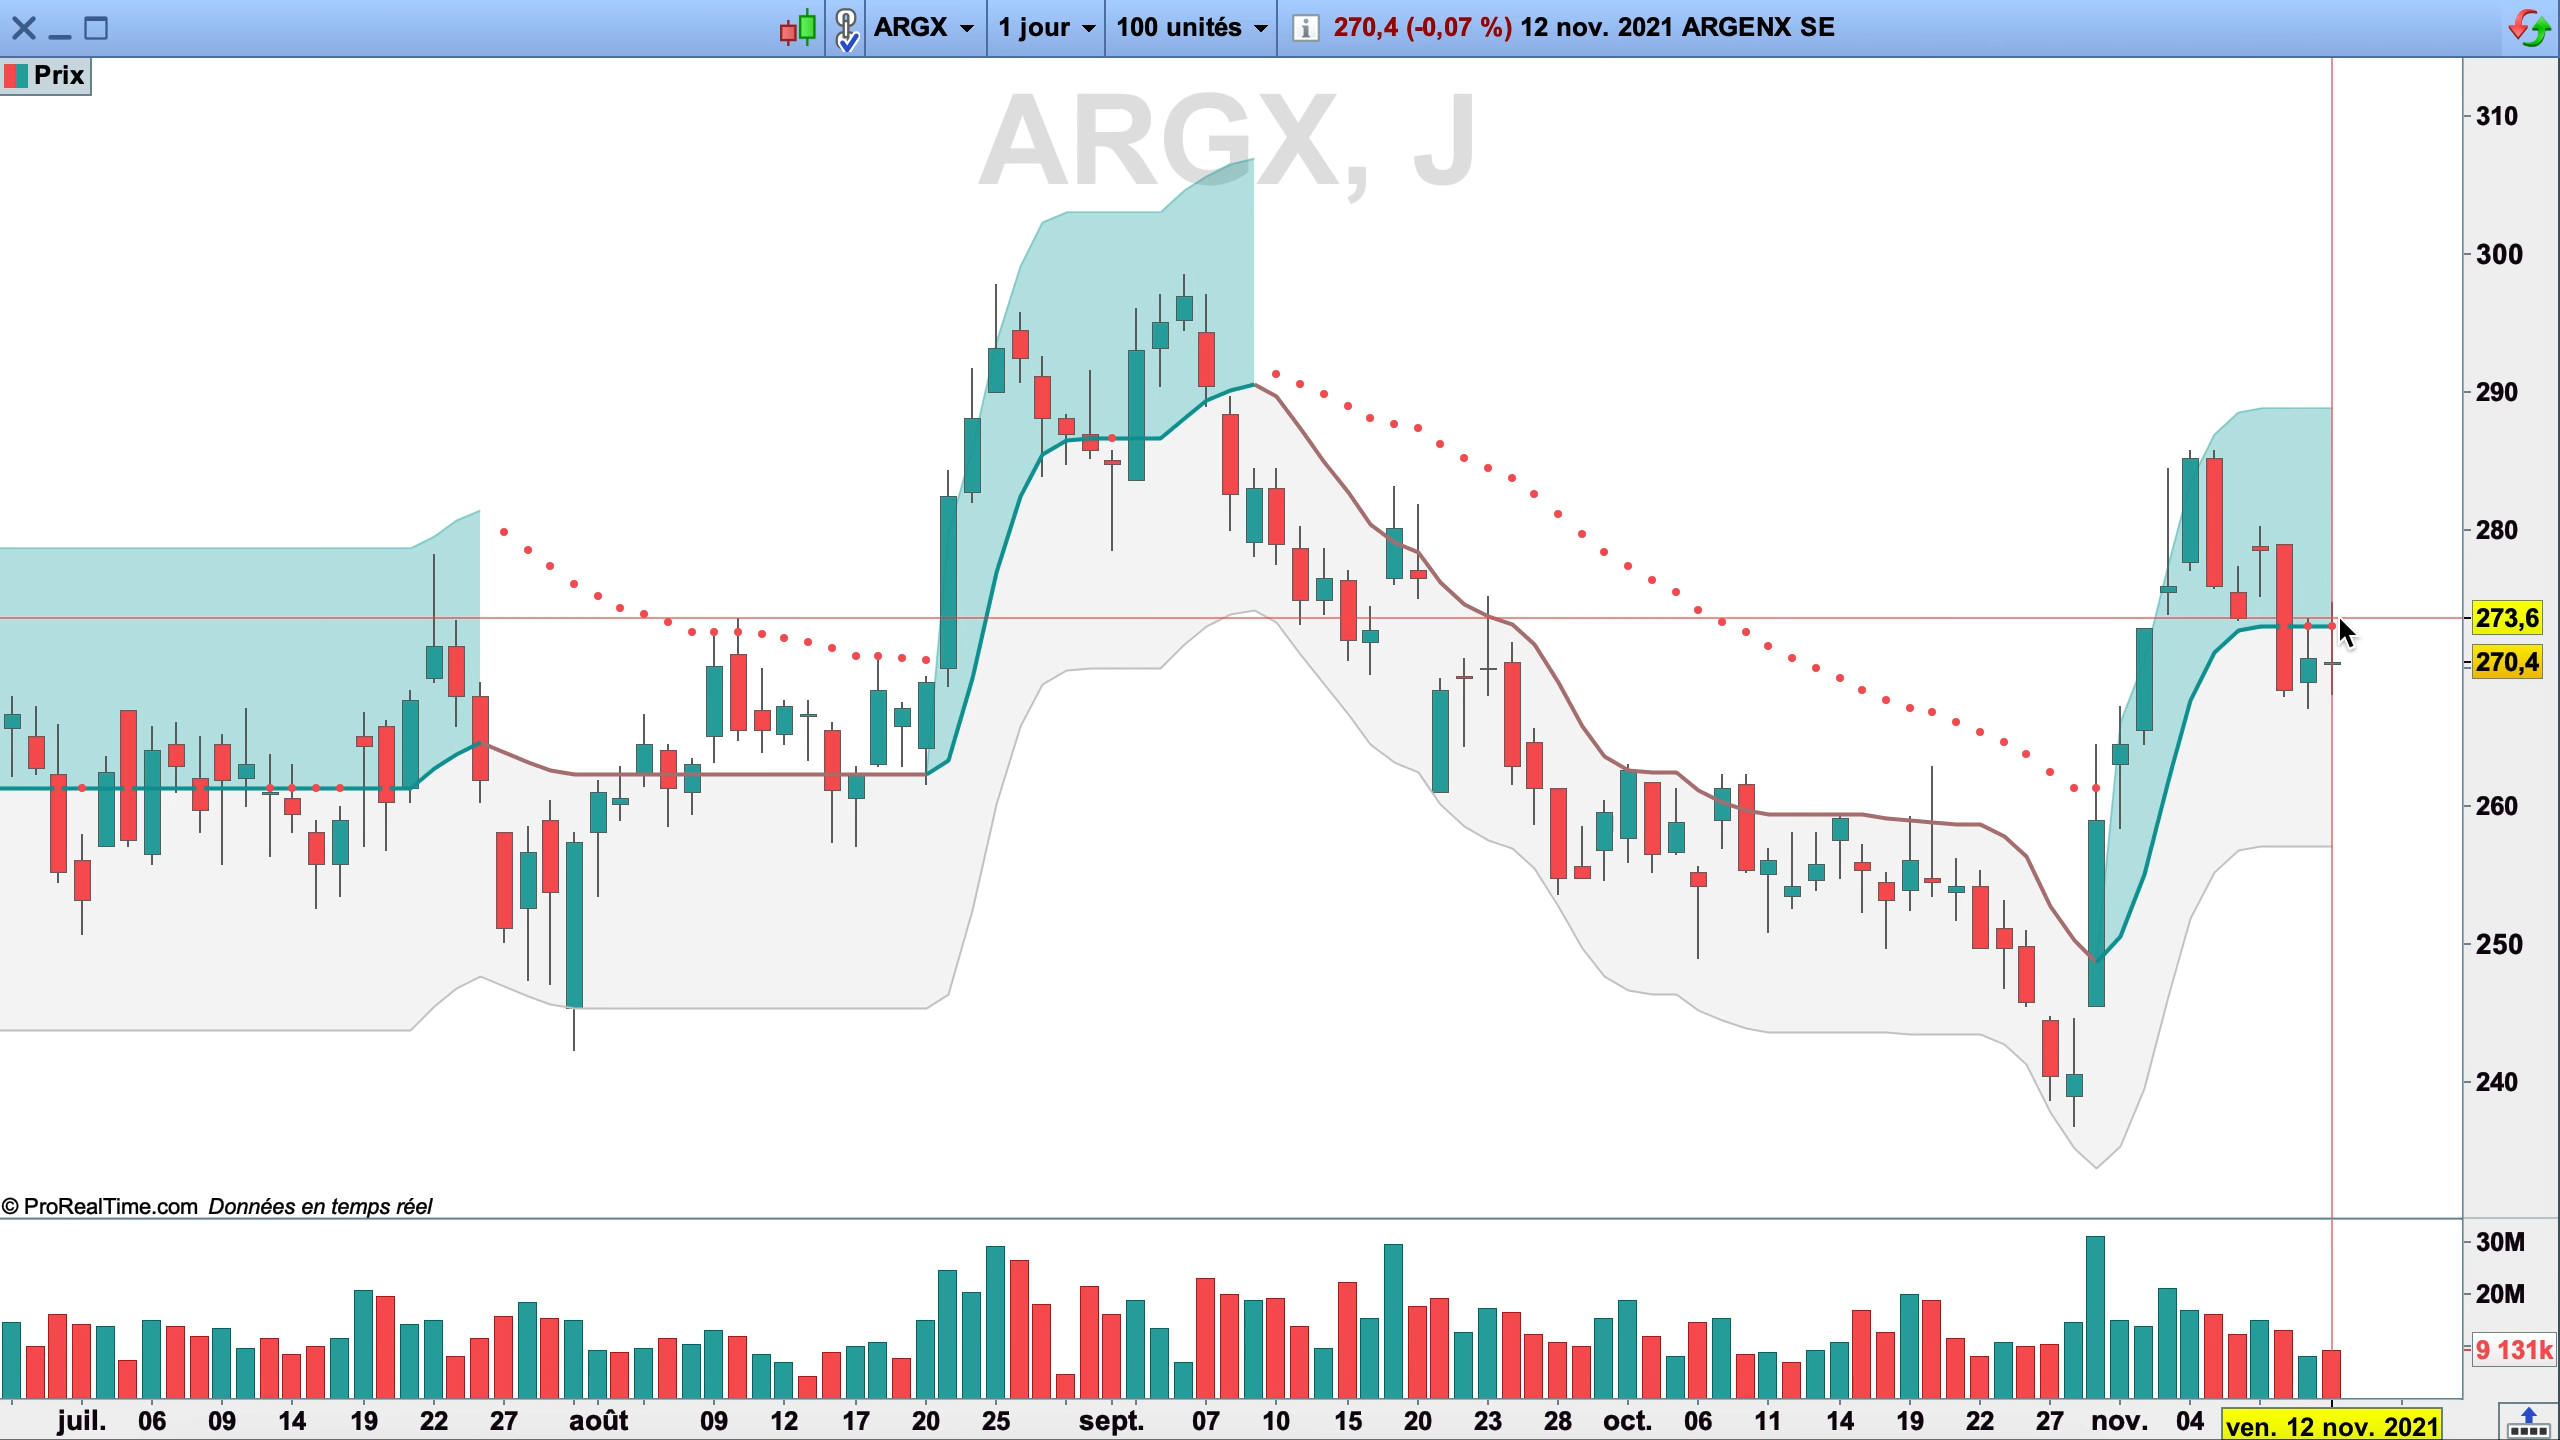 ARGX 1 jour 100 unités 270,4 (-0,07 %) 12 nov. 2021 ARGENX SE
Prix
ARGX, J
310
300
290
280
273,6
270,4
260
250
240
© ProRealTime.com Données en temps réel
30M
20M
9 131k
juil. 06 09 14 19 22 27 août 09 12 17 20 25 sept. 07 10 15 20 23 28 oct. 06 11 14 19 22 27 nov. 04 ven. 12 nov. 2021